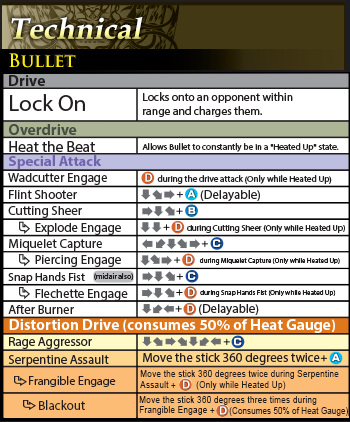 Technical
BULLET
Drive
Lock On
Locks onto an opponent within
range and charges them.
Overdrive
Heat the Beat
Allows Bullet to constantly be in a "Heated Up" state.
Special Attack
Wadcutter Engage
D during the drive attack (Only while Heated Up)
Flint Shooter
⬇⬊➡ + A (Delayable)
Cutting Sheer
➡⬇⬊ + B
Explode Engage
⬇⬇ + D during Cutting Sheer (Only while Heated Up)
Miquelet Capture
⬅⬋⬇⬊➡ + C
Piercing Engage
⬇⬊➡ + D during Miquelet Capture (Only while Heated Up)
Snap Hands Fist (midair also)
➡⬇⬊ + C
Flechette Engage
➡⬇⬊ + D during Snap Hands Fist (Only while Heated Up)
After Burner
⬇⬋⬅ + D (Delayable)
Distortion Drive (consumes 50% of Heat Gauge)
Rage Aggressor
⬇⬊➡⬊⬇⬋⬅ + C
Serpentine Assault
Move the stick 360 degrees twice+ A
Frangible Engage
Move the stick 360 degrees twice during Serpentine
Assault + D (Only while Heated Up)
Blackout
Move the stick 360 degrees three times during
Frangible Engage + D (Consumes 50% of Heat Gauge)